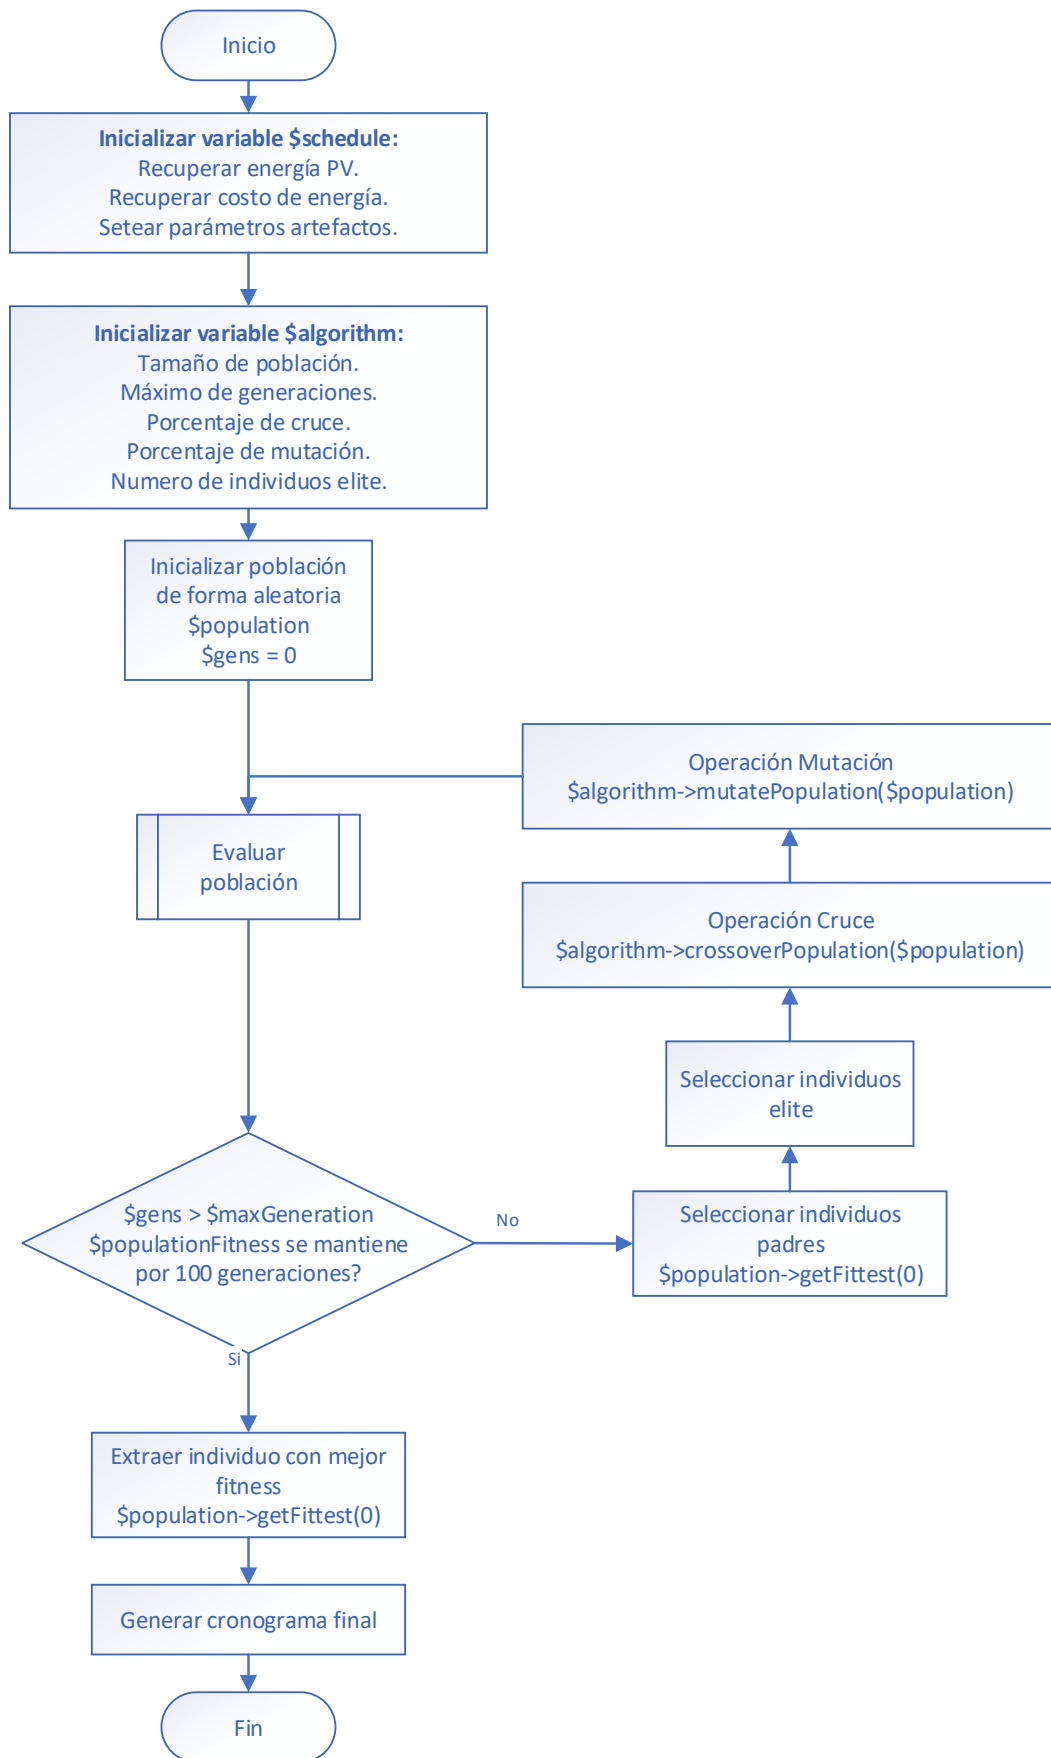 Inicio
Inicializar variable $schedule:
Recuperar energía PV.
Recuperar costo de energía.
Setear parámetros artefactos.
Inicializar variable $algorithm:
Tamaño de población.
Máximo de generaciones.
Porcentaje de cruce.
Porcentaje de mutación.
Numero de individuos elite.
Inicializar población
de forma aleatoria
$population
$gens = 0
Operación Mutación
$algorithm->mutatePopulation($population)
Evaluar
población
Operación Cruce
$algorithm->crossoverPopulation($population)
Seleccionar individuos
elite
$gens > $maxGeneration
$populationFitness se mantiene
por 100 generaciones?
No
Seleccionar individuos
padres
$population->getFittest(0)
Si
Extraer individuo con mejor
fitness
$population->getFittest(0)
Generar cronograma final
Fin